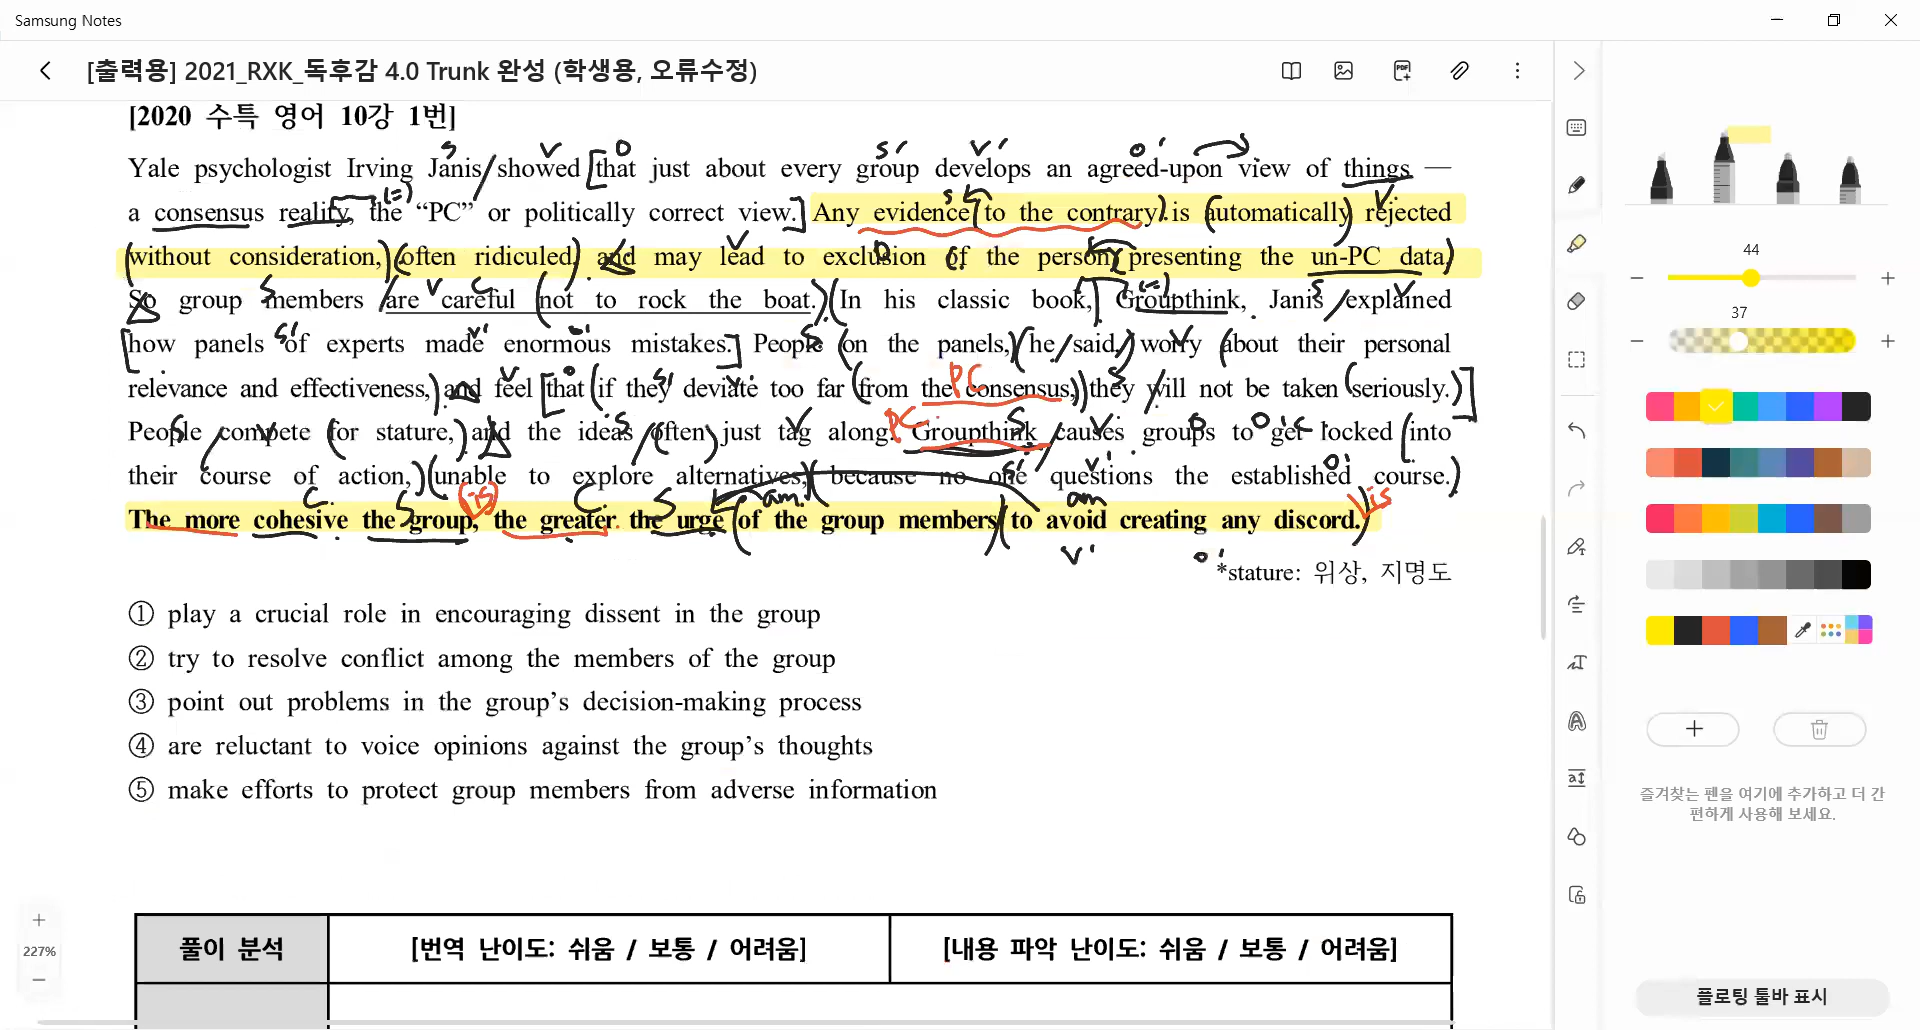 Samsung Notes
[출력용] 2021_RXK_독후감 4.0 Trunk 완성 (학생용, 오류수정)
[2020 수특 영어 10강 1번]
Yale psychologist Irving Janis showed that just about every group develops an agreed-upon view of things —
a consensus reality, the “PC” or politically correct view. Any evidence to the contrary is automatically rejected
without consideration, often ridiculed, and may lead to exclusion of the person presenting the un-PC data.
So group members are careful not to rock the boat. In his classic book, Groupthink, Janis explained
how panels of experts made enormous mistakes. People on the panels, he said, worry about their personal
relevance and effectiveness, and feel that if they deviate too far from the consensus, they will not be taken seriously.
People compete for stature, and the ideas often just tag along. Groupthink causes groups to get locked into
their course of action, unable to explore alternatives, because no one questions the established course.
The more cohesive the group, the greater the urge of the group members to avoid creating any discord.
*stature: 위상, 지명도
① play a crucial role in encouraging dissent in the group
② try to resolve conflict among the members of the group
③ point out problems in the group’s decision-making process
④ are reluctant to voice opinions against the group’s thoughts
⑤ make efforts to protect group members from adverse information
풀이 분석 [번역 난이도: 쉬움 / 보통 / 어려움] [내용 파악 난이도: 쉬움 / 보통 / 어려움]
PC
PC
is
is
44
37
227%
즐겨찾는 펜을 여기에 추가하고 더 간
편하게 사용해 보세요.
플로팅 툴바 표시